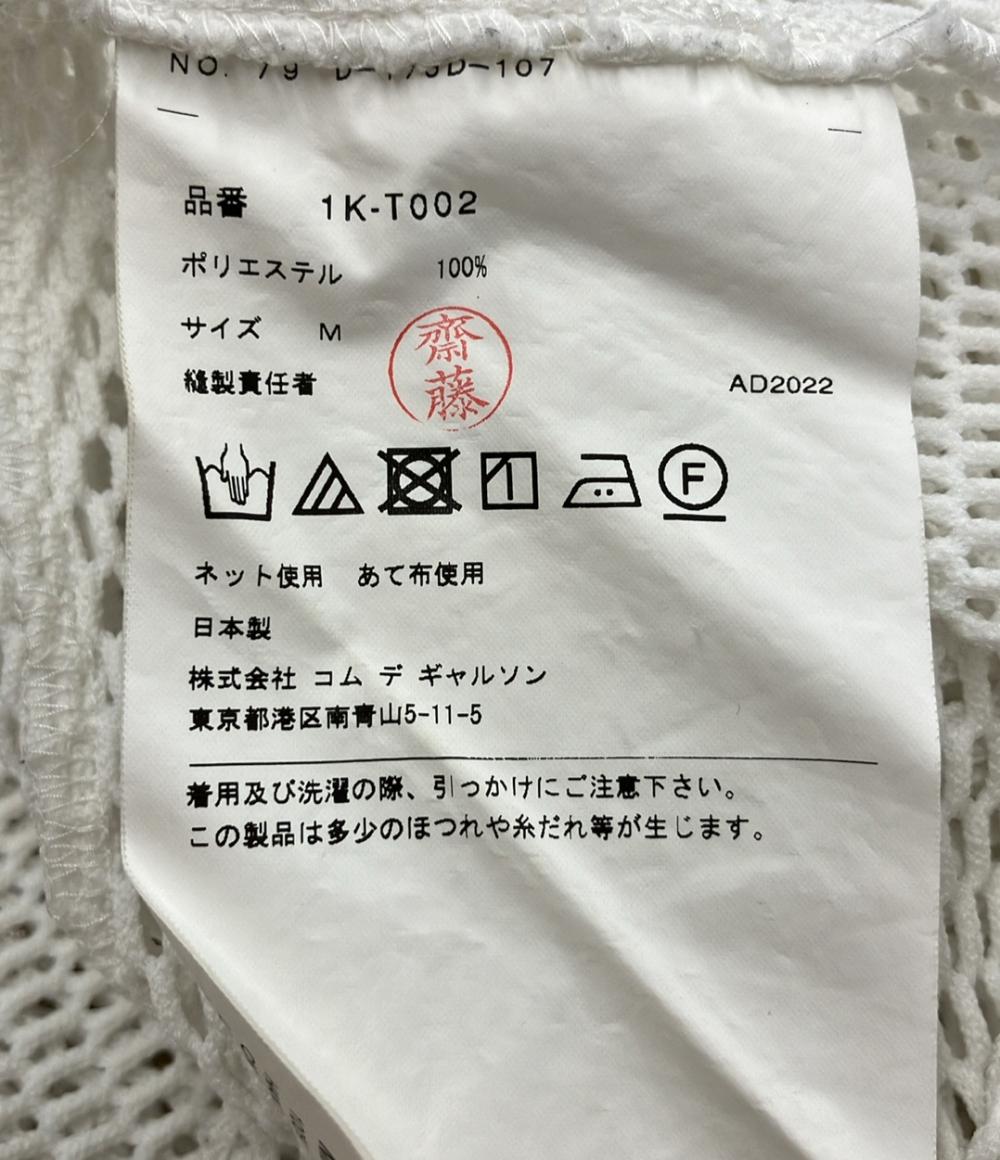 NO. 79
品番 1K-T002
ポリエステル 100%
サイズ M
齋藤
縫製責任者 AD2022
F
ネット使用 あて布使用
日本製
株式会社 コム デ ギャルソン
東京都港区南青山5-11-5
着用及び洗濯の際、引っかけにご注意下さい。
この製品は多少のほつれや糸だれ等が生じます。